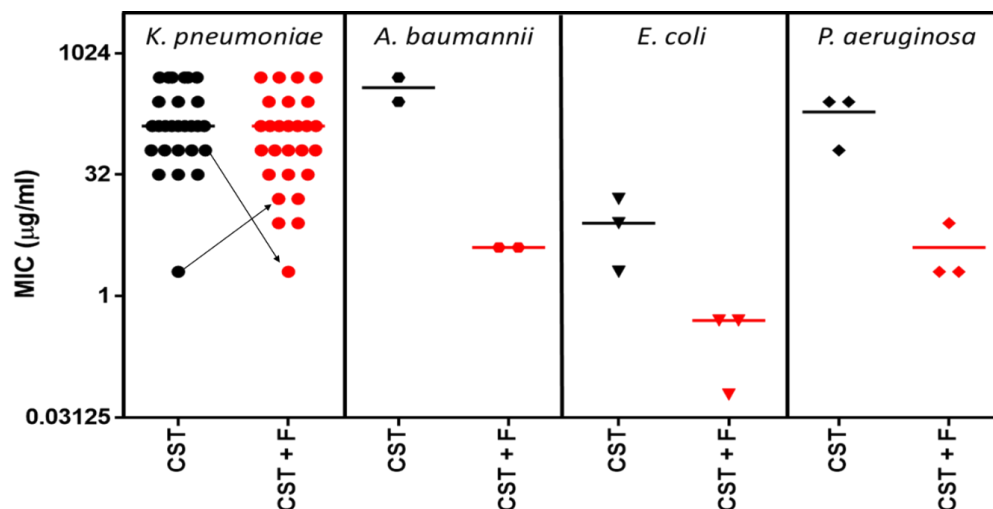 K. pneumoniae
A. baumannii
E. coli
P. aeruginosa
MIC (µg/ml)
1024
32
1
0.03125
CST
CST + F
CST
CST + F
CST
CST + F
CST
CST + F